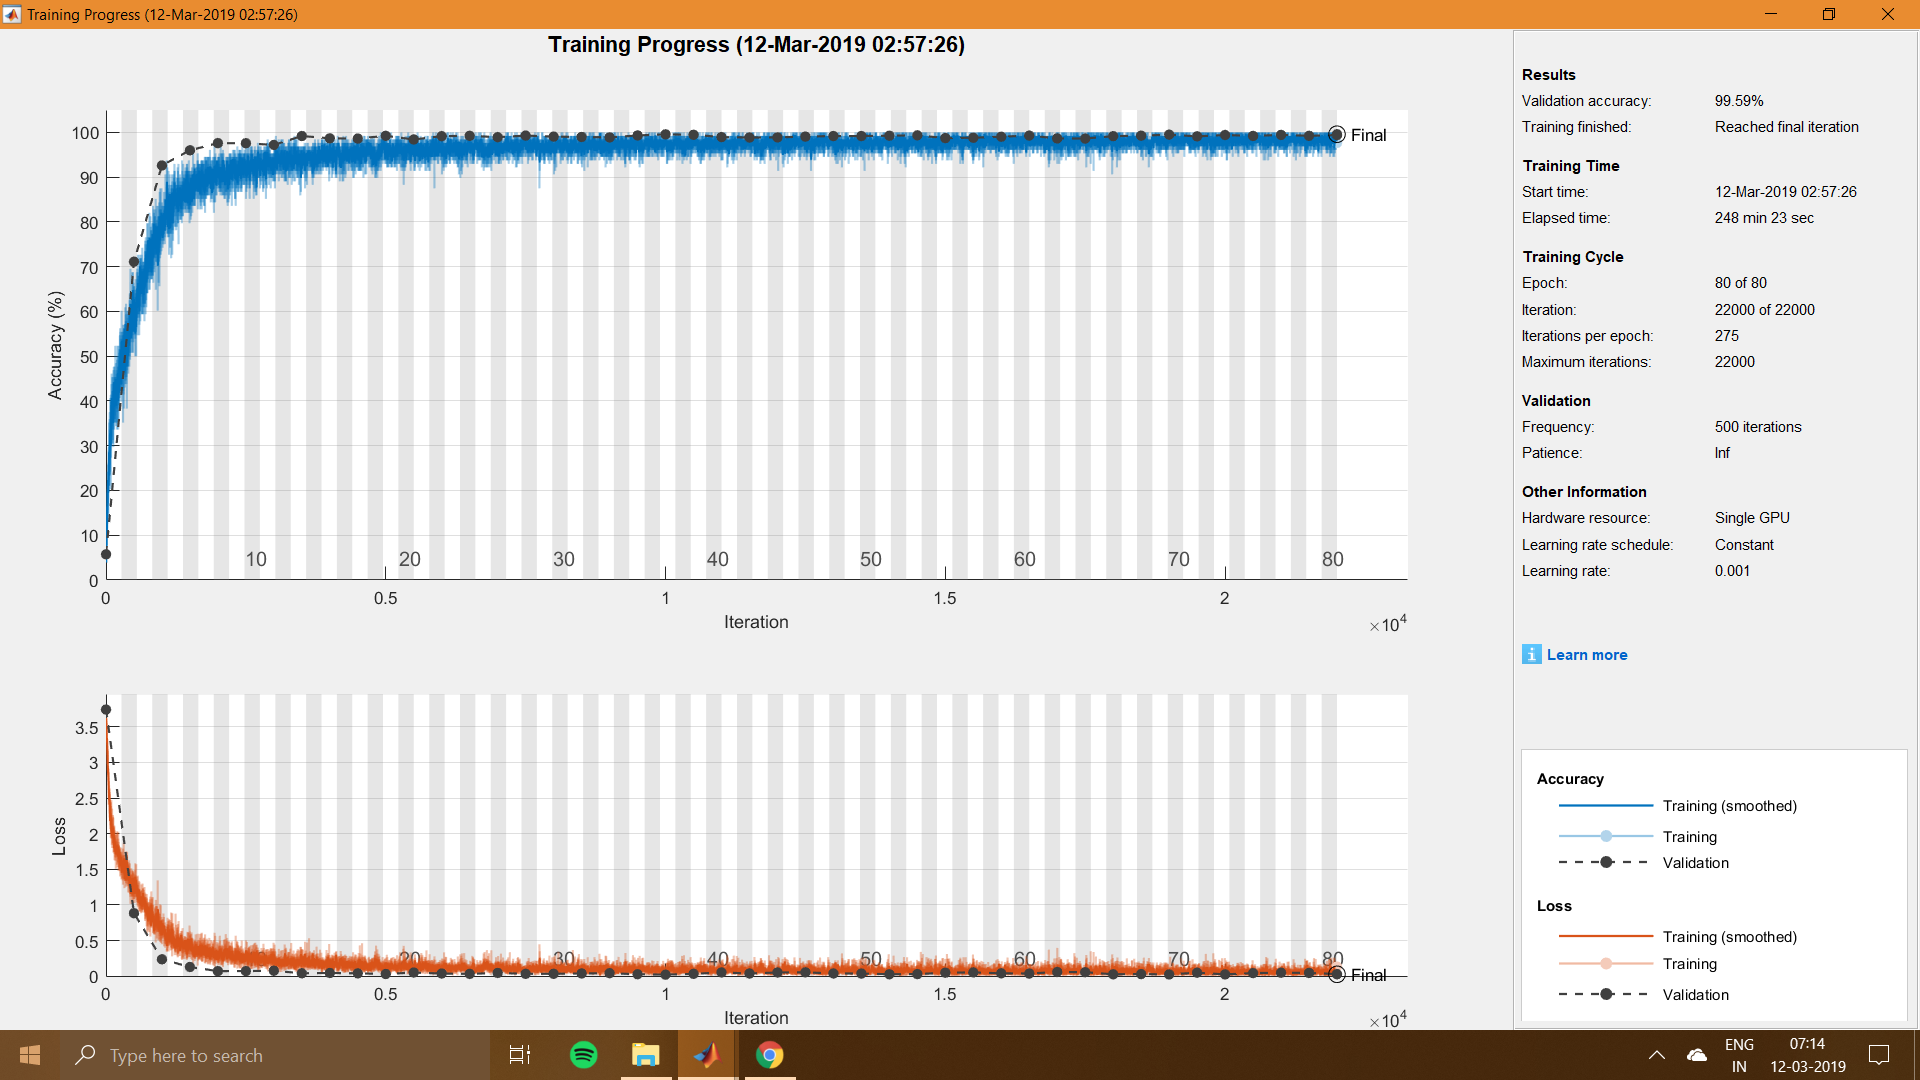 Training Progress (12-Mar-2019 02:57:26)
Training Progress (12-Mar-2019 02:57:26)
Accuracy (%)
100
90
80
70
60
50
40
30
20
10
0
10 20 30 40 50 60 70 80
Final
0 0.5 1 1.5 2
Iteration
×10⁴
Loss
3.5
3
2.5
2
1.5
1
0.5
0
20 30 40 50 60 70 80
Final
0 0.5 1 1.5 2
Iteration
×10⁴
Results
Validation accuracy: 99.59%
Training finished: Reached final iteration
Training Time
Start time: 12-Mar-2019 02:57:26
Elapsed time: 248 min 23 sec
Training Cycle
Epoch: 80 of 80
Iteration: 22000 of 22000
Iterations per epoch: 275
Maximum iterations: 22000
Validation
Frequency: 500 iterations
Patience: Inf
Other Information
Hardware resource: Single GPU
Learning rate schedule: Constant
Learning rate: 0.001
i Learn more
Accuracy
Training (smoothed)
Training
Validation
Loss
Training (smoothed)
Training
Validation
Type here to search
ENG
IN
07:14
12-03-2019